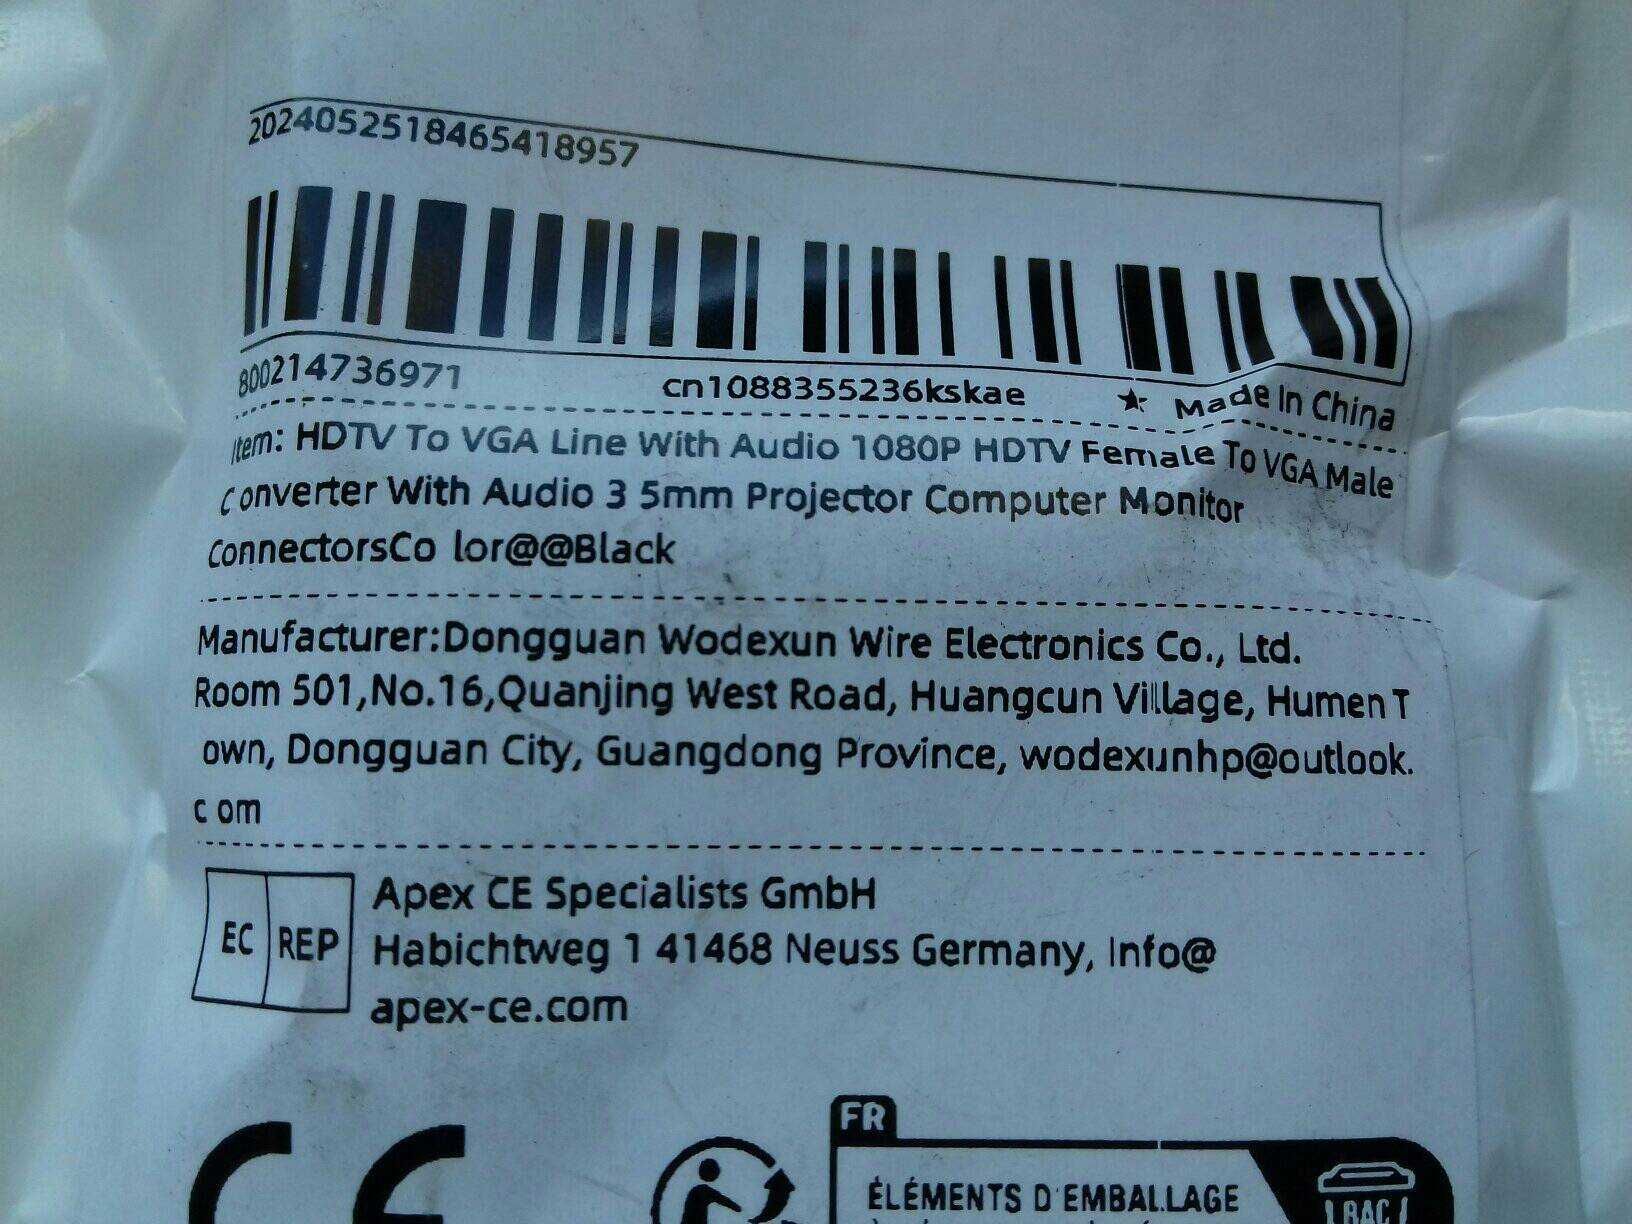 2024052518465418957
800214736971 cn1088355236kskae ★ Made In China
Item: HDTV To VGA Line With Audio 1080P HDTV Female To VGA Male
Converter With Audio 3 5mm Projector Computer Monitor
ConnectorsCo lor@@Black
Manufacturer:Dongguan Wodexun Wire Electronics Co., Ltd.
Room 501,No.16,Quanjing West Road, Huangcun Village, Humen T
own, Dongguan City, Guangdong Province, wodexunhp@outlook.
c om
EC REP
Apex CE Specialists GmbH
Habichtweg 1 41468 Neuss Germany, Info@
apex-ce.com
CE
FR
ÉLÉMENTS D'EMBALLAGE
BAC